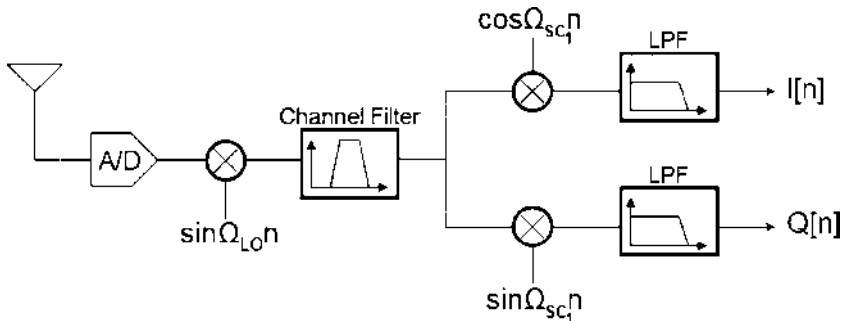 cosΩsc₁n
LPF
I[n]
Channel Filter
A/D
sinΩLOn
LPF
Q[n]
sinΩsc₁n